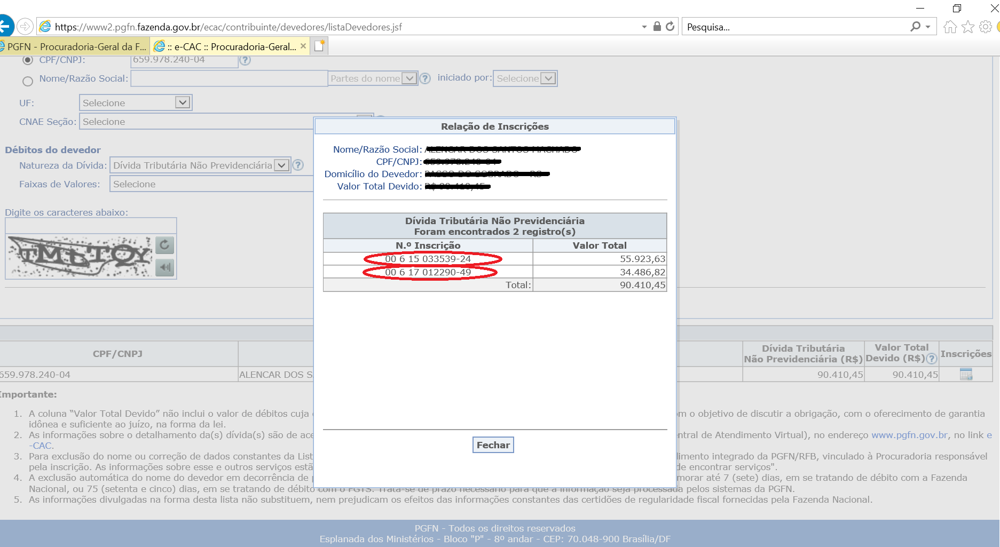 https://www2.pgfn.fazenda.gov.br/ecac/contribuinte/devedores/listaDevedores.jsf
Pesquisa...
PGFN - Procuradoria-Geral da F...
:: e-CAC :: Procuradoria-Geral...
CPF/CNPJ: 659.978.240-04
Nome/Razão Social: Partes do nome iniciado por: Selecione
UF: Selecione
CNAE Seção: Selecione
Débitos do devedor
Natureza da Dívida: Dívida Tributária Não Previdenciária
Faixas de Valores: Selecione
Digite os caracteres abaixo:
Relação de Inscrições
Nome/Razão Social:
CPF/CNPJ:
Domicílio do Devedor:
Valor Total Devido:
Dívida Tributária Não Previdenciária
Foram encontrados 2 registro(s)
N.º Inscrição Valor Total
00 6 15 033539-24 55.923,63
00 6 17 012290-49 34.486,82
Total: 90.410,45
Fechar
CPF/CNPJ Dívida Tributária Não Previdenciária (R$) Valor Total Devido (R$) Inscrições
659.978.240-04 ALENCAR DOS S 90.410,45 90.410,45
Importante:
1. A coluna “Valor Total Devido” não inclui o valor de débitos cuja m o objetivo de discutir a obrigação, com o oferecimento de garantia
idônea e suficiente ao juízo, na forma da lei.
2. As informações sobre o detalhamento da(s) dívida(s) são de ace ntral de Atendimento Virtual), no endereço www.pgfn.gov.br, no link e
-CAC.
3. Para exclusão do nome ou correção de dados constantes da List dimento integrado da PGFN/RFB, vinculado à Procuradoria responsável
pela inscrição. As informações sobre esse e outros serviços estã de encontrar serviços".
4. A exclusão automática do nome do devedor em decorrência de morar até 7 (sete) dias, em se tratando de débito com a Fazenda
Nacional, ou 75 (setenta e cinco) dias, em se tratando de débito com o FGTS. Trata-se de prazo necessário para que a informação seja processada pelos sistemas da PGFN.
5. As informações divulgadas na forma desta lista não substituem, nem prejudicam os efeitos das informações constantes das certidões de regularidade fiscal fornecidas pela Fazenda Nacional.
PGFN - Todos os direitos reservados
Esplanada dos Ministérios - Bloco "P" - 8º andar - CEP: 70.048-900 Brasília/DF